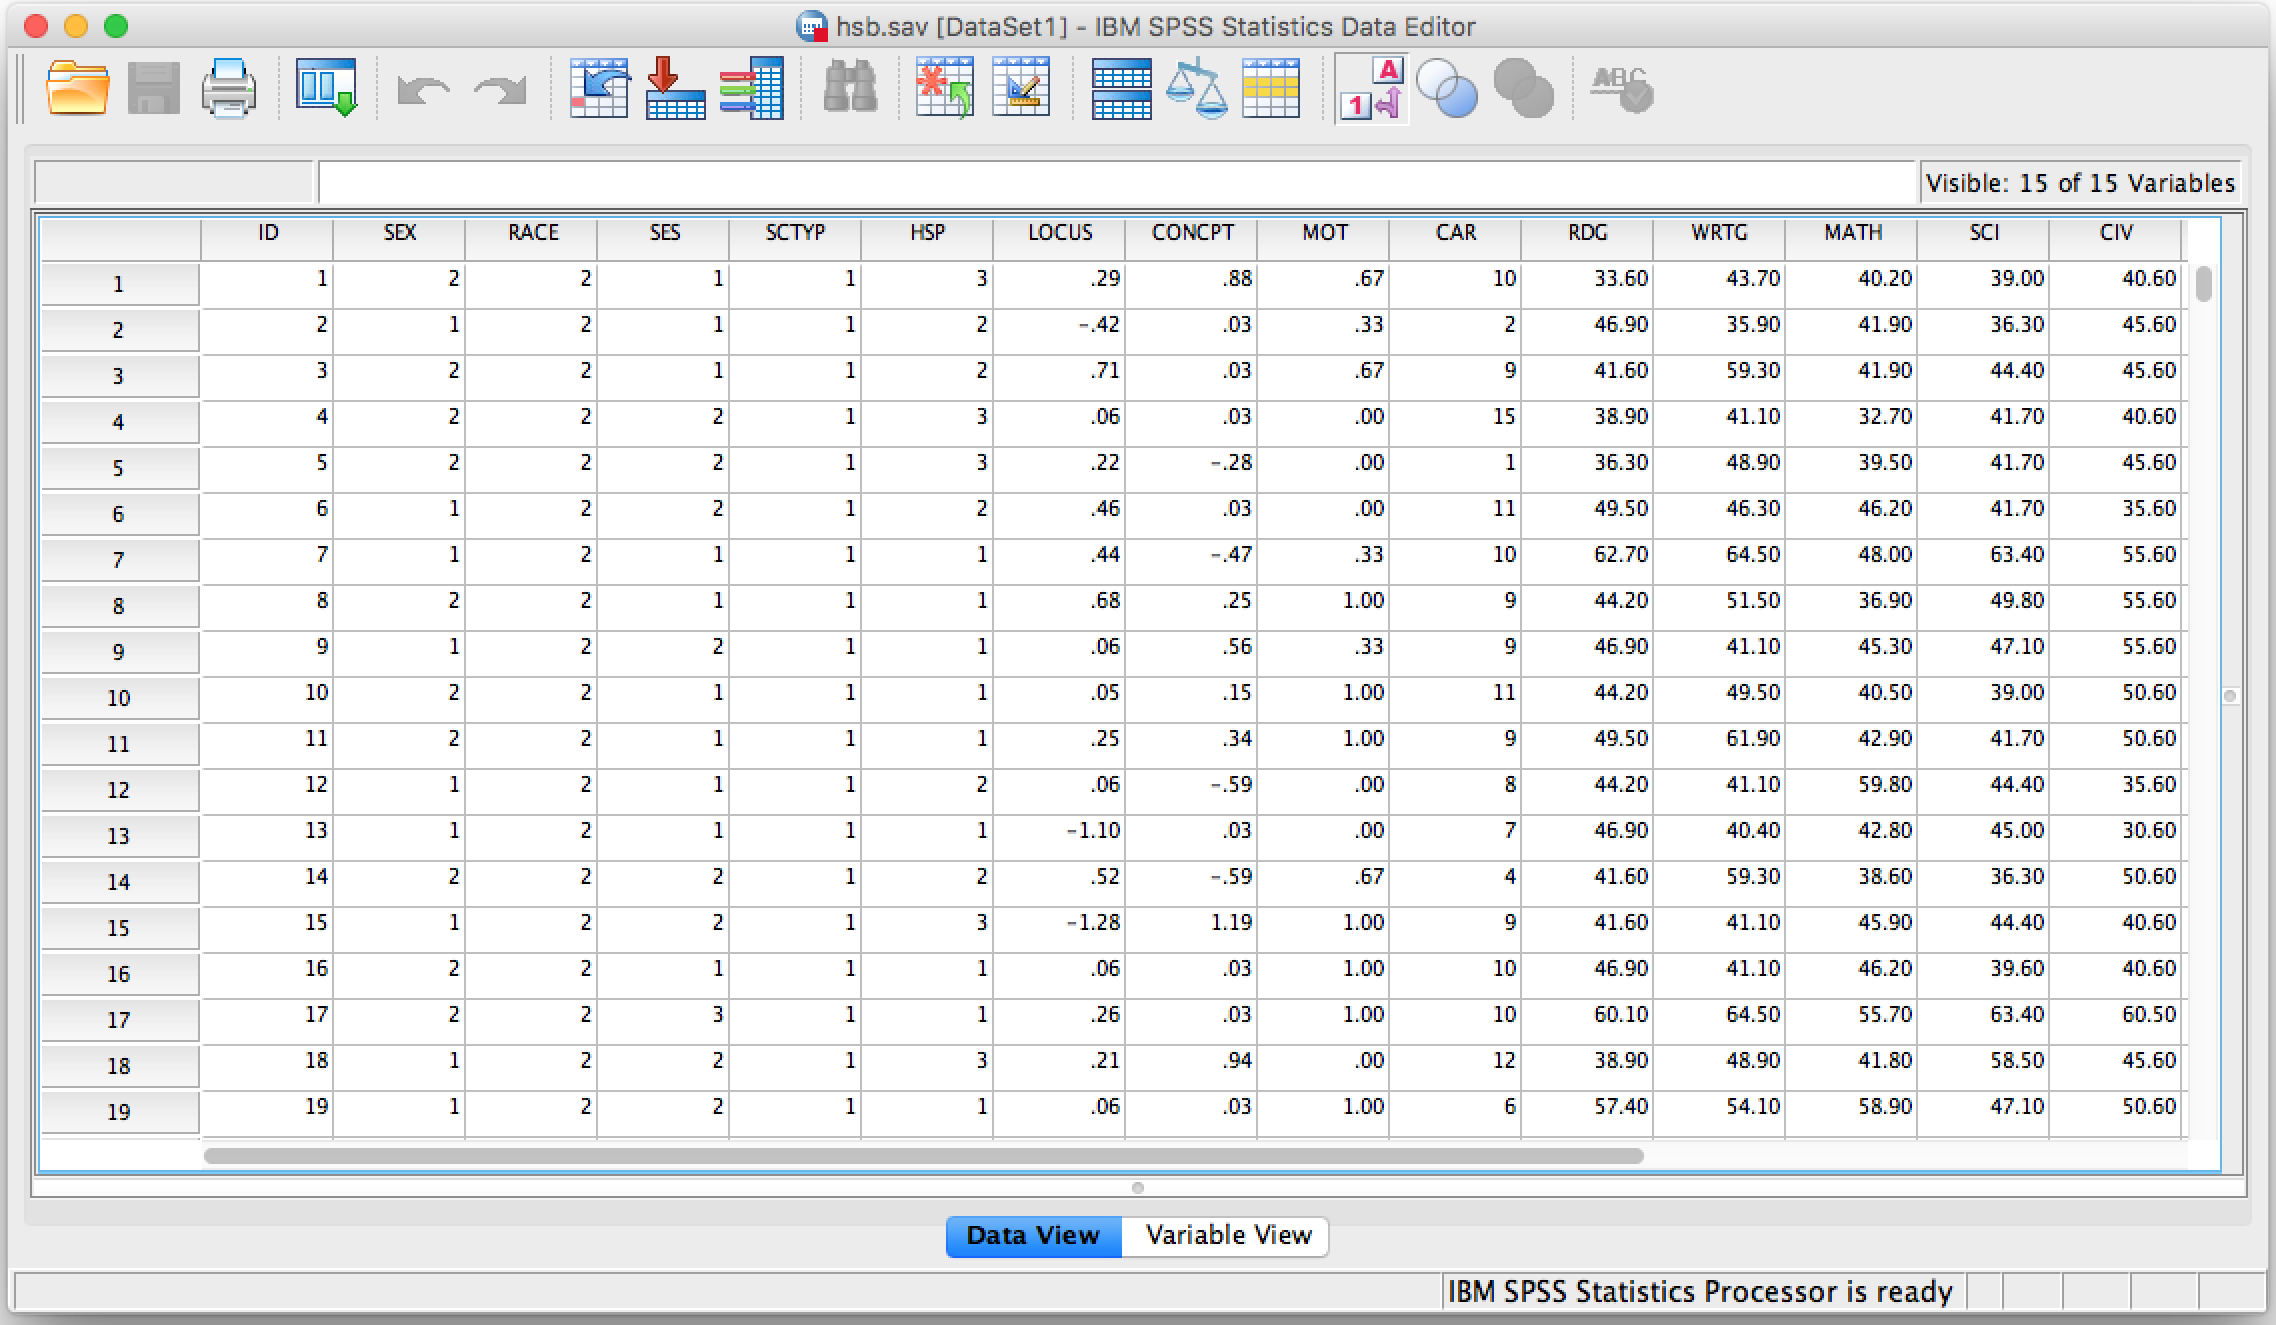 hsb.sav [DataSet1] - IBM SPSS Statistics Data Editor
A
1
ABC
Visible: 15 of 15 Variables
ID SEX RACE SES SCTYP HSP LOCUS CONCPT MOT CAR RDG WRTG MATH SCI CIV
1 1 2 2 1 1 3 .29 .88 .67 10 33.60 43.70 40.20 39.00 40.60
2 2 1 2 1 1 2 -.42 .03 .33 2 46.90 35.90 41.90 36.30 45.60
3 3 2 2 1 1 2 .71 .03 .67 9 41.60 59.30 41.90 44.40 45.60
4 4 2 2 2 1 3 .06 .03 .00 15 38.90 41.10 32.70 41.70 40.60
5 5 2 2 2 1 3 .22 -.28 .00 1 36.30 48.90 39.50 41.70 45.60
6 6 1 2 2 1 2 .46 .03 .00 11 49.50 46.30 46.20 41.70 35.60
7 7 1 2 1 1 1 .44 -.47 .33 10 62.70 64.50 48.00 63.40 55.60
8 8 2 2 1 1 1 .68 .25 1.00 9 44.20 51.50 36.90 49.80 55.60
9 9 1 2 2 1 1 .06 .56 .33 9 46.90 41.10 45.30 47.10 55.60
10 10 2 2 1 1 1 .05 .15 1.00 11 44.20 49.50 40.50 39.00 50.60
11 11 2 2 1 1 1 .25 .34 1.00 9 49.50 61.90 42.90 41.70 50.60
12 12 1 2 1 1 2 .06 -.59 .00 8 44.20 41.10 59.80 44.40 35.60
13 13 1 2 1 1 1 -1.10 .03 .00 7 46.90 40.40 42.80 45.00 30.60
14 14 2 2 2 1 2 .52 -.59 .67 4 41.60 59.30 38.60 36.30 50.60
15 15 1 2 2 1 3 -1.28 1.19 1.00 9 41.60 41.10 45.90 44.40 40.60
16 16 2 2 1 1 1 .06 .03 1.00 10 46.90 41.10 46.20 39.60 40.60
17 17 2 2 3 1 1 .26 .03 1.00 10 60.10 64.50 55.70 63.40 60.50
18 18 1 2 2 1 3 .21 .94 .00 12 38.90 48.90 41.80 58.50 45.60
19 19 1 2 2 1 1 .06 .03 1.00 6 57.40 54.10 58.90 47.10 50.60
Data View Variable View
IBM SPSS Statistics Processor is ready